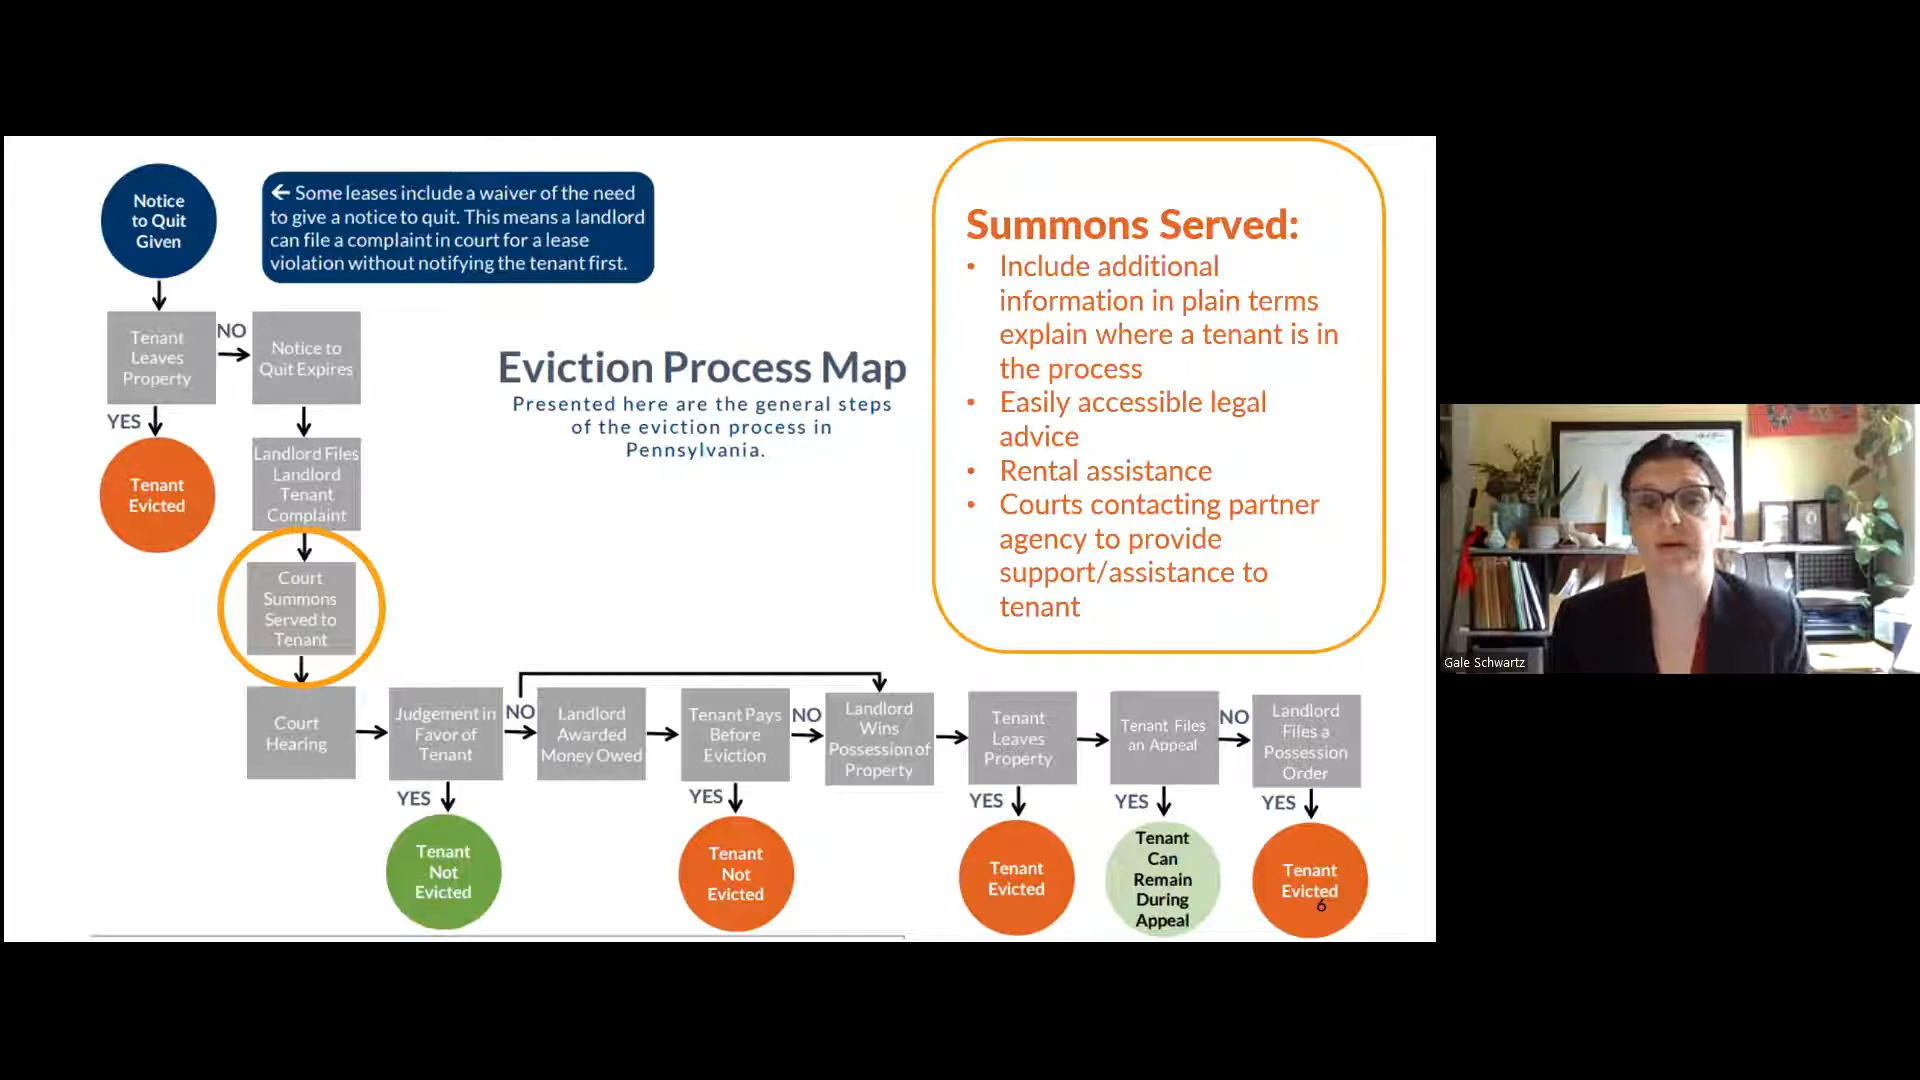 Notice
to Quit
Given
← Some leases include a waiver of the need
to give a notice to quit. This means a landlord
can file a complaint in court for a lease
violation without notifying the tenant first.
Tenant
Leaves
Property
NO
Notice to
Quit Expires
YES
Tenant
Evicted
Landlord Files
Landlord
Tenant
Complaint
Court
Summons
Served to
Tenant
Eviction Process Map
Presented here are the general steps
of the eviction process in
Pennsylvania.
Summons Served:
• Include additional
information in plain terms
explain where a tenant is in
the process
• Easily accessible legal
advice
• Rental assistance
• Courts contacting partner
agency to provide
support/assistance to
tenant
Court
Hearing
Judgement in
Favor of
Tenant
NO
Landlord
Awarded
Money Owed
Tenant Pays
Before
Eviction
NO
Landlord
Wins
Possession of
Property
Tenant
Leaves
Property
Tenant Files
an Appeal
NO
Landlord
Files a
Possession
Order
YES
YES
YES
YES
YES
Tenant
Not
Evicted
Tenant
Not
Evicted
Tenant
Evicted
Tenant
Can
Remain
During
Appeal
Tenant
Evicted
6
Gale Schwartz